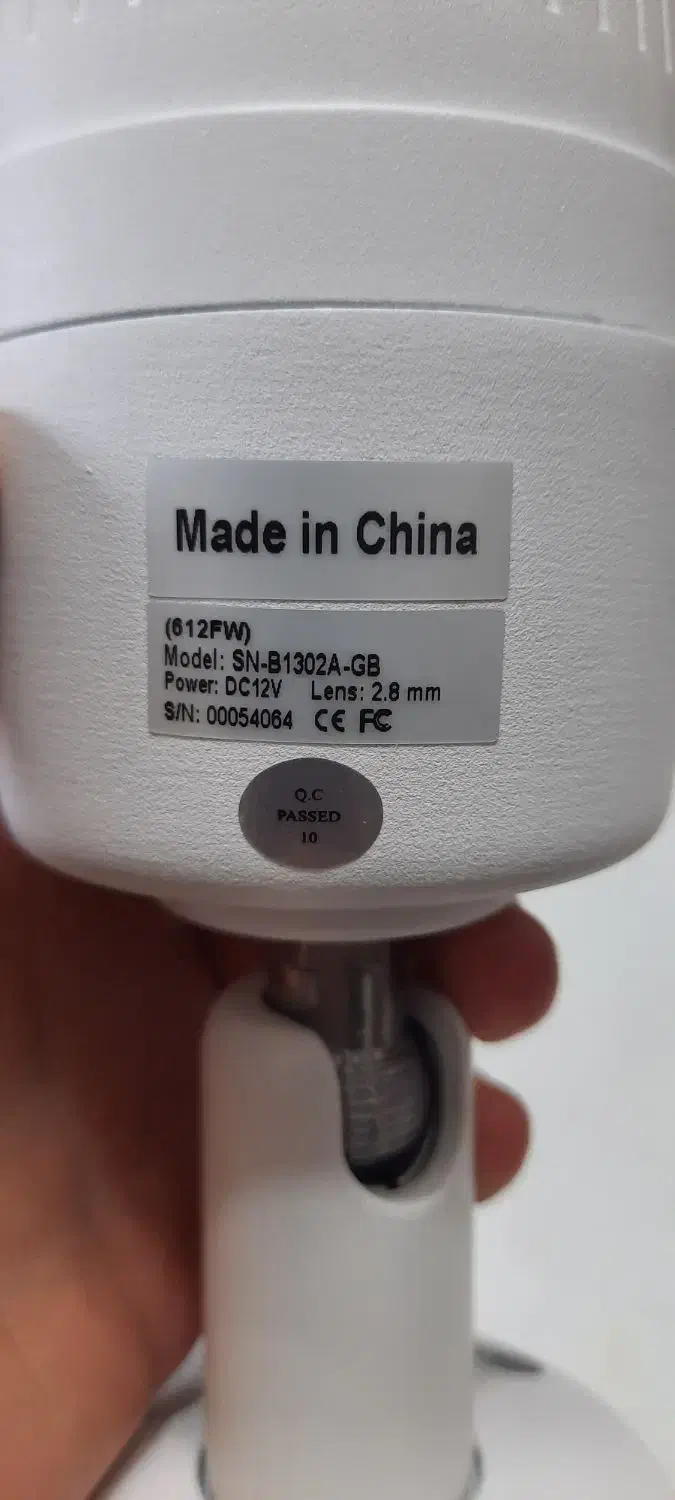 Made in China
(612FW)
Model: SN-B1302A-GB
Power: DC12V Lens: 2.8 mm
S/N: 00054064 CE FC
Q.C
PASSED
10